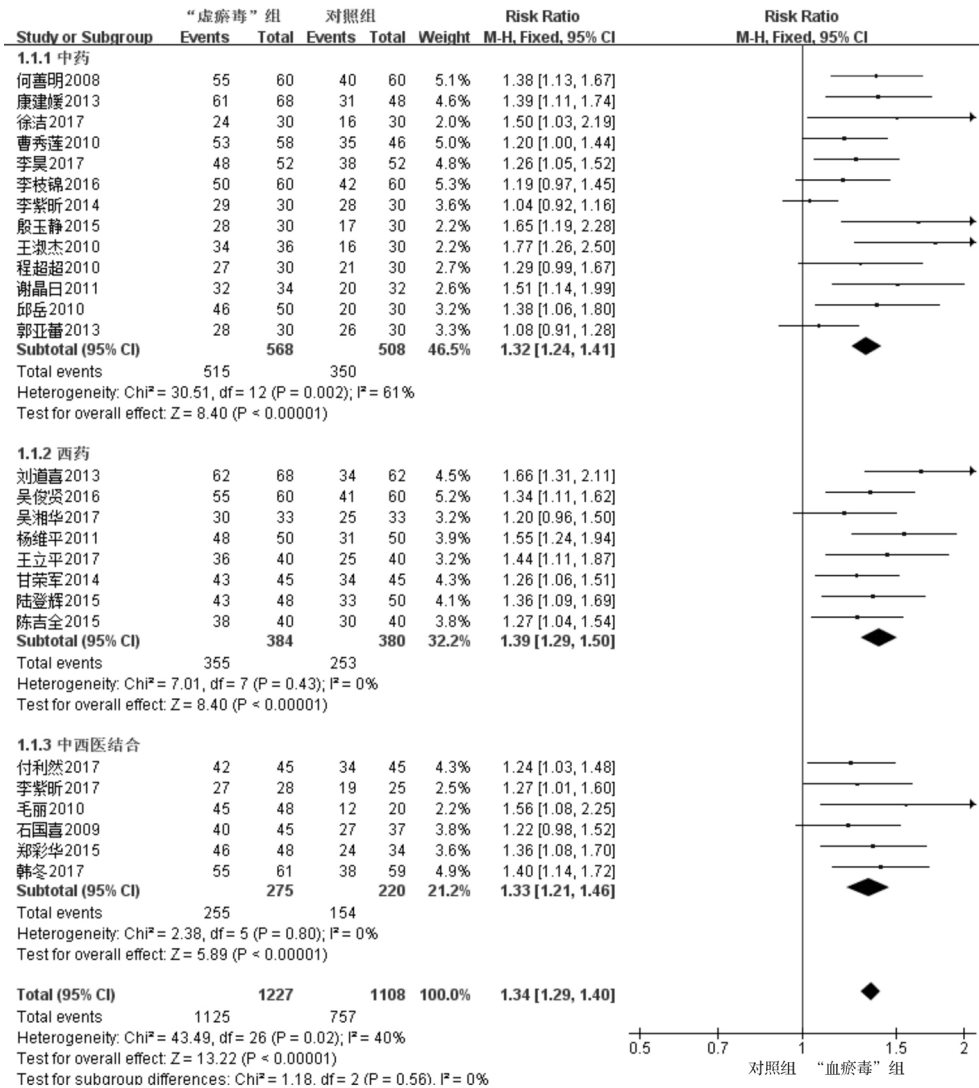 “虚瘀毒”组 对照组 Risk Ratio Risk Ratio
Study or Subgroup Events Total Events Total Weight M-H, Fixed, 95% CI M-H, Fixed, 95% CI
1.1.1 中药
何善明2008 55 60 40 60 5.1% 1.38 [1.13, 1.67]
康建媛2013 61 68 31 48 4.6% 1.39 [1.11, 1.74]
徐洁2017 24 30 16 30 2.0% 1.50 [1.03, 2.19]
曹秀莲2010 53 58 35 46 5.0% 1.20 [1.00, 1.44]
李昊2017 48 52 38 52 4.8% 1.26 [1.05, 1.52]
李枝锦2016 50 60 42 60 5.3% 1.19 [0.97, 1.45]
李紫昕2014 29 30 28 30 3.6% 1.04 [0.92, 1.16]
殷玉静2015 28 30 17 30 2.2% 1.65 [1.19, 2.28]
王淑杰2010 34 36 16 30 2.2% 1.77 [1.26, 2.50]
程超超2010 27 30 21 30 2.7% 1.29 [0.99, 1.67]
谢晶日2011 32 34 20 32 2.6% 1.51 [1.14, 1.99]
邱岳2010 46 50 20 30 3.2% 1.38 [1.06, 1.80]
郭亚蕾2013 28 30 26 30 3.3% 1.08 [0.91, 1.28]
Subtotal (95% CI) 568 508 46.5% 1.32 [1.24, 1.41]
Total events 515 350
Heterogeneity: Chi² = 30.51, df = 12 (P = 0.002); I² = 61%
Test for overall effect: Z = 8.40 (P < 0.00001)
1.1.2 西药
刘道喜2013 62 68 34 62 4.5% 1.66 [1.31, 2.11]
吴俊贤2016 55 60 41 60 5.2% 1.34 [1.11, 1.62]
吴湘华2017 30 33 25 33 3.2% 1.20 [0.96, 1.50]
杨维平2011 48 50 31 50 3.9% 1.55 [1.24, 1.94]
王立平2017 36 40 25 40 3.2% 1.44 [1.11, 1.87]
甘荣军2014 43 45 34 45 4.3% 1.26 [1.06, 1.51]
陆登辉2015 43 48 33 50 4.1% 1.36 [1.09, 1.69]
陈吉全2015 38 40 30 40 3.8% 1.27 [1.04, 1.54]
Subtotal (95% CI) 384 380 32.2% 1.39 [1.29, 1.50]
Total events 355 253
Heterogeneity: Chi² = 7.01, df = 7 (P = 0.43); I² = 0%
Test for overall effect: Z = 8.40 (P < 0.00001)
1.1.3 中西医结合
付利然2017 42 45 34 45 4.3% 1.24 [1.03, 1.48]
李紫昕2017 27 28 19 25 2.5% 1.27 [1.01, 1.60]
毛丽2010 45 48 12 20 2.2% 1.56 [1.08, 2.25]
石国喜2009 40 45 27 37 3.8% 1.22 [0.98, 1.52]
郑彩华2015 46 48 24 34 3.6% 1.36 [1.08, 1.70]
韩冬2017 55 61 38 59 4.9% 1.40 [1.14, 1.72]
Subtotal (95% CI) 275 220 21.2% 1.33 [1.21, 1.46]
Total events 255 154
Heterogeneity: Chi² = 2.38, df = 5 (P = 0.80); I² = 0%
Test for overall effect: Z = 5.89 (P < 0.00001)
Total (95% CI) 1227 1108 100.0% 1.34 [1.29, 1.40]
Total events 1125 757
Heterogeneity: Chi² = 43.49, df = 26 (P = 0.02); I² = 40%
Test for overall effect: Z = 13.22 (P < 0.00001)
Test for subgroup differences: Chi² = 1.18, df = 2 (P = 0.56), I² = 0%
0.5 0.7 1 1.5 2
对照组 “血瘀毒”组